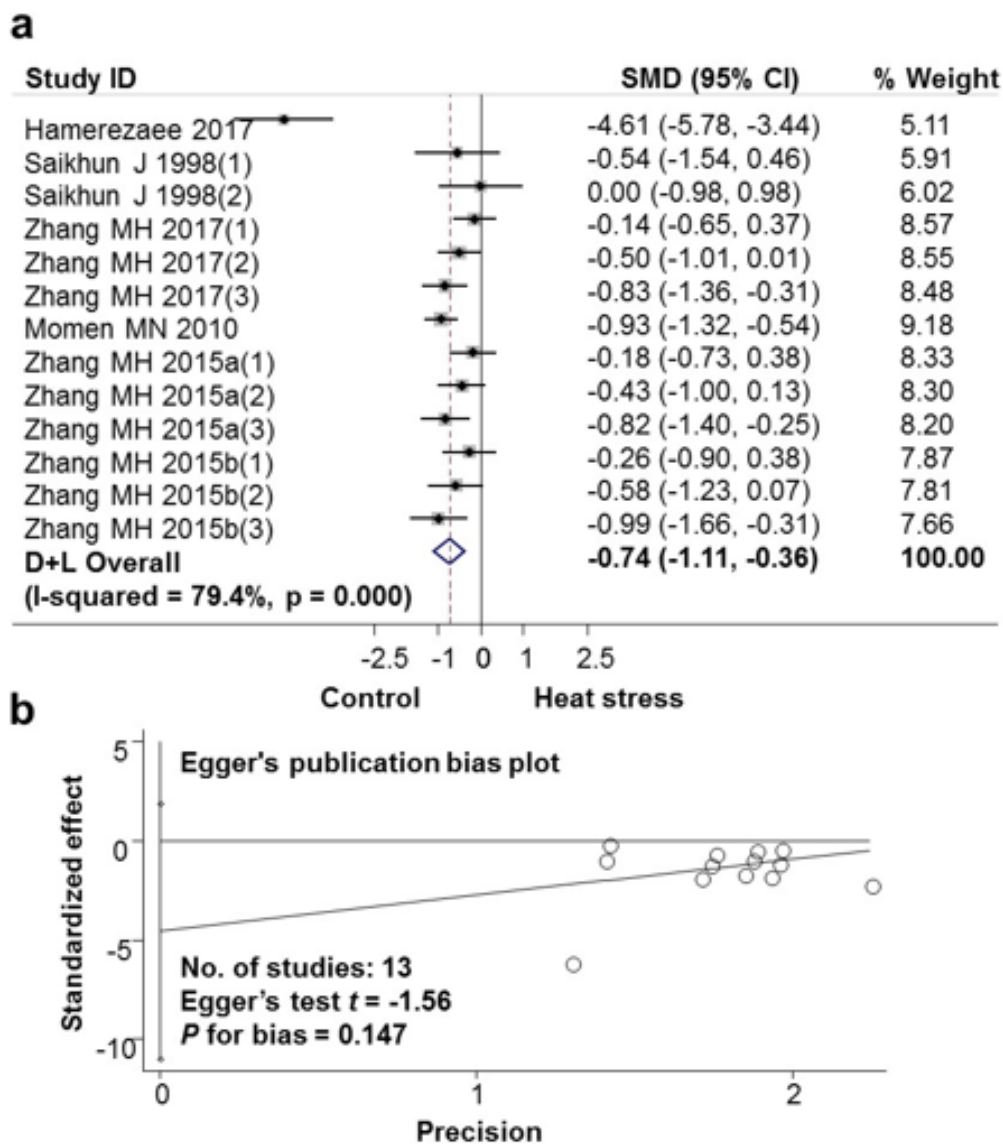 a
Study ID SMD (95% CI) % Weight
Hamerezaee 2017 -4.61 (-5.78, -3.44) 5.11
Saikhun J 1998(1) -0.54 (-1.54, 0.46) 5.91
Saikhun J 1998(2) 0.00 (-0.98, 0.98) 6.02
Zhang MH 2017(1) -0.14 (-0.65, 0.37) 8.57
Zhang MH 2017(2) -0.50 (-1.01, 0.01) 8.55
Zhang MH 2017(3) -0.83 (-1.36, -0.31) 8.48
Momen MN 2010 -0.93 (-1.32, -0.54) 9.18
Zhang MH 2015a(1) -0.18 (-0.73, 0.38) 8.33
Zhang MH 2015a(2) -0.43 (-1.00, 0.13) 8.30
Zhang MH 2015a(3) -0.82 (-1.40, -0.25) 8.20
Zhang MH 2015b(1) -0.26 (-0.90, 0.38) 7.87
Zhang MH 2015b(2) -0.58 (-1.23, 0.07) 7.81
Zhang MH 2015b(3) -0.99 (-1.66, -0.31) 7.66
D+L Overall -0.74 (-1.11, -0.36) 100.00
(I-squared = 79.4%, p = 0.000)
-2.5 -1 0 1 2.5
Control Heat stress
b
Egger's publication bias plot
Standardized effect
5
0
-5
-10
No. of studies: 13
Egger's test t = -1.56
P for bias = 0.147
0 1 2
Precision